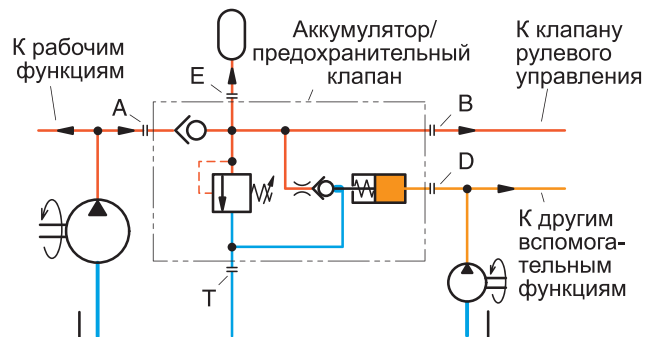 К рабочим
функциям
Аккумулятор/
предохранительный
клапан
К клапану
рулевого
управления
E
A
B
D
T
К другим
вспомога-
тельным
функциям